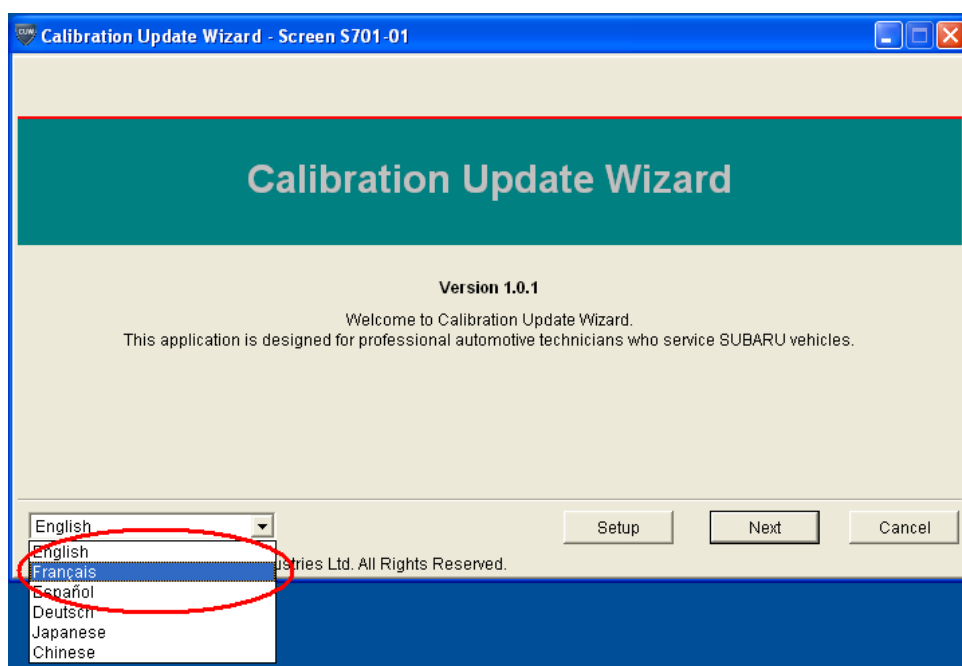 CUW
Calibration Update Wizard - Screen S701-01
Calibration Update Wizard
Version 1.0.1
Welcome to Calibration Update Wizard.
This application is designed for professional automotive technicians who service SUBARU vehicles.
English
Setup
Next
Cancel
English
Français
Español
Deutsch
Japanese
Chinese
Ltd. All Rights Reserved.